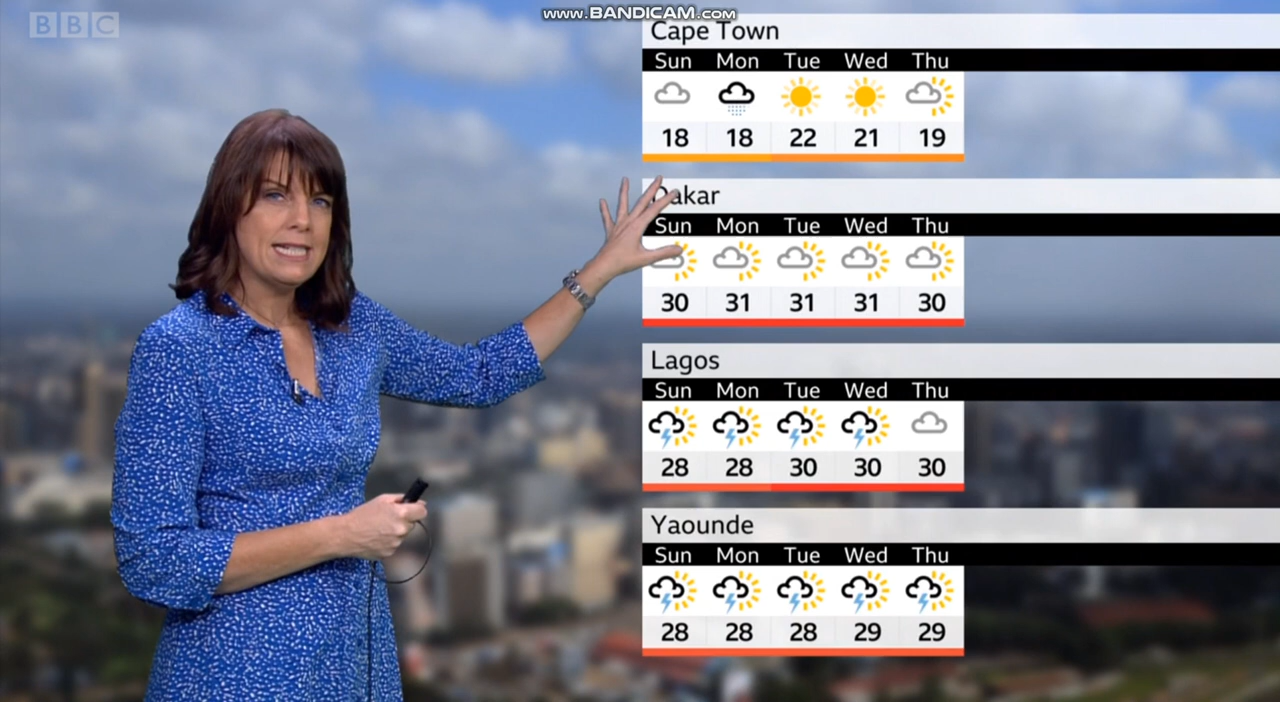 www.BANDICAM.com
BBC
Cape Town
Sun Mon Tue Wed Thu
18 18 22 21 19
Dakar
Sun Mon Tue Wed Thu
30 31 31 31 30
Lagos
Sun Mon Tue Wed Thu
28 28 30 30 30
Yaounde
Sun Mon Tue Wed Thu
28 28 28 29 29